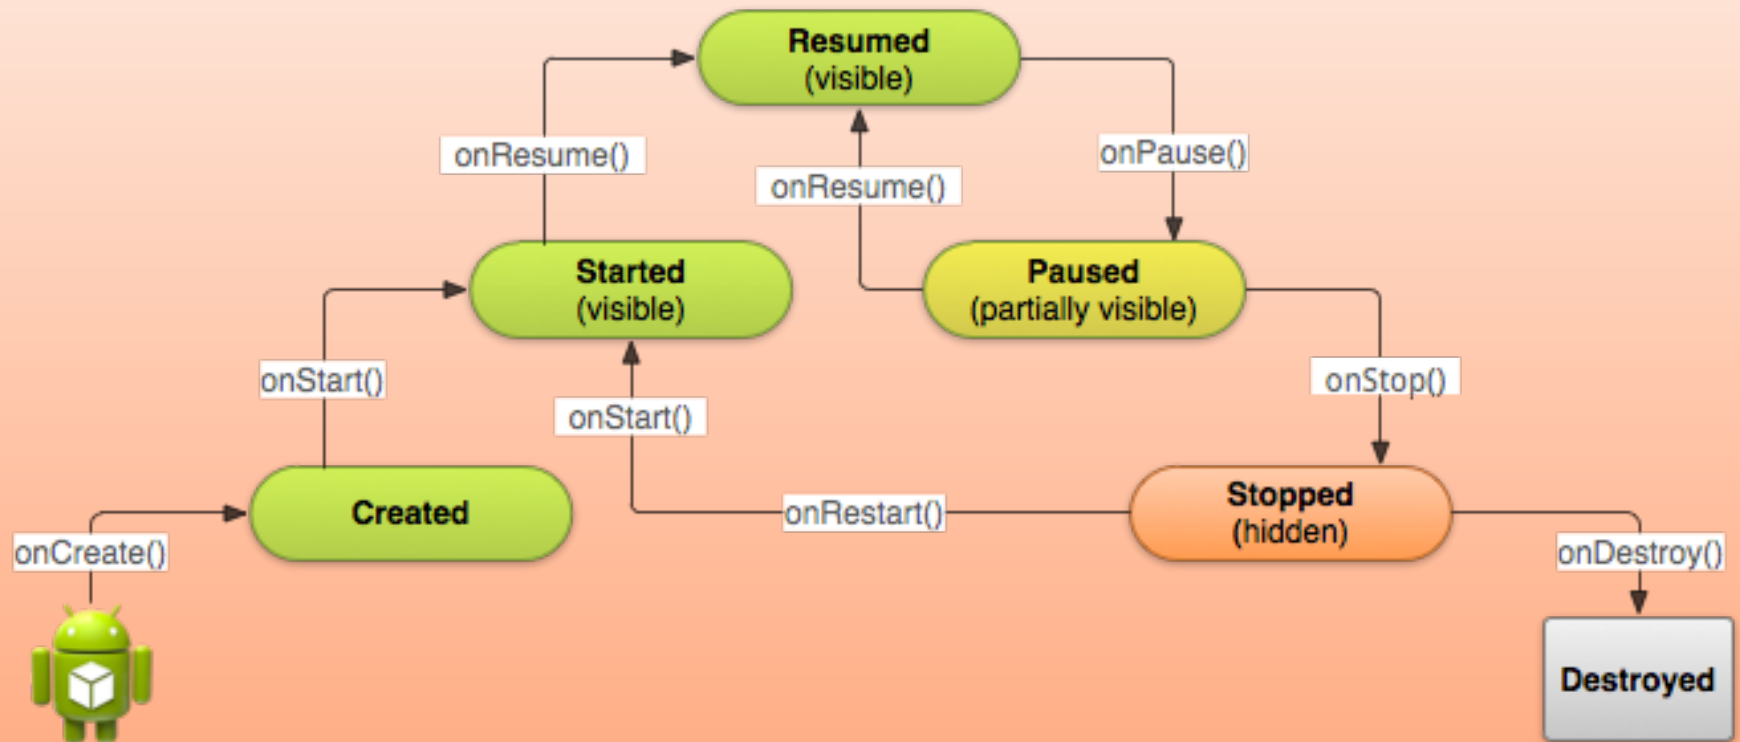 Resumed
(visible)
onResume()
onPause()
onResume()
Started
(visible)
Paused
(partially visible)
onStart()
onStop()
onStart()
Created
onRestart()
Stopped
(hidden)
onCreate()
onDestroy()
Destroyed